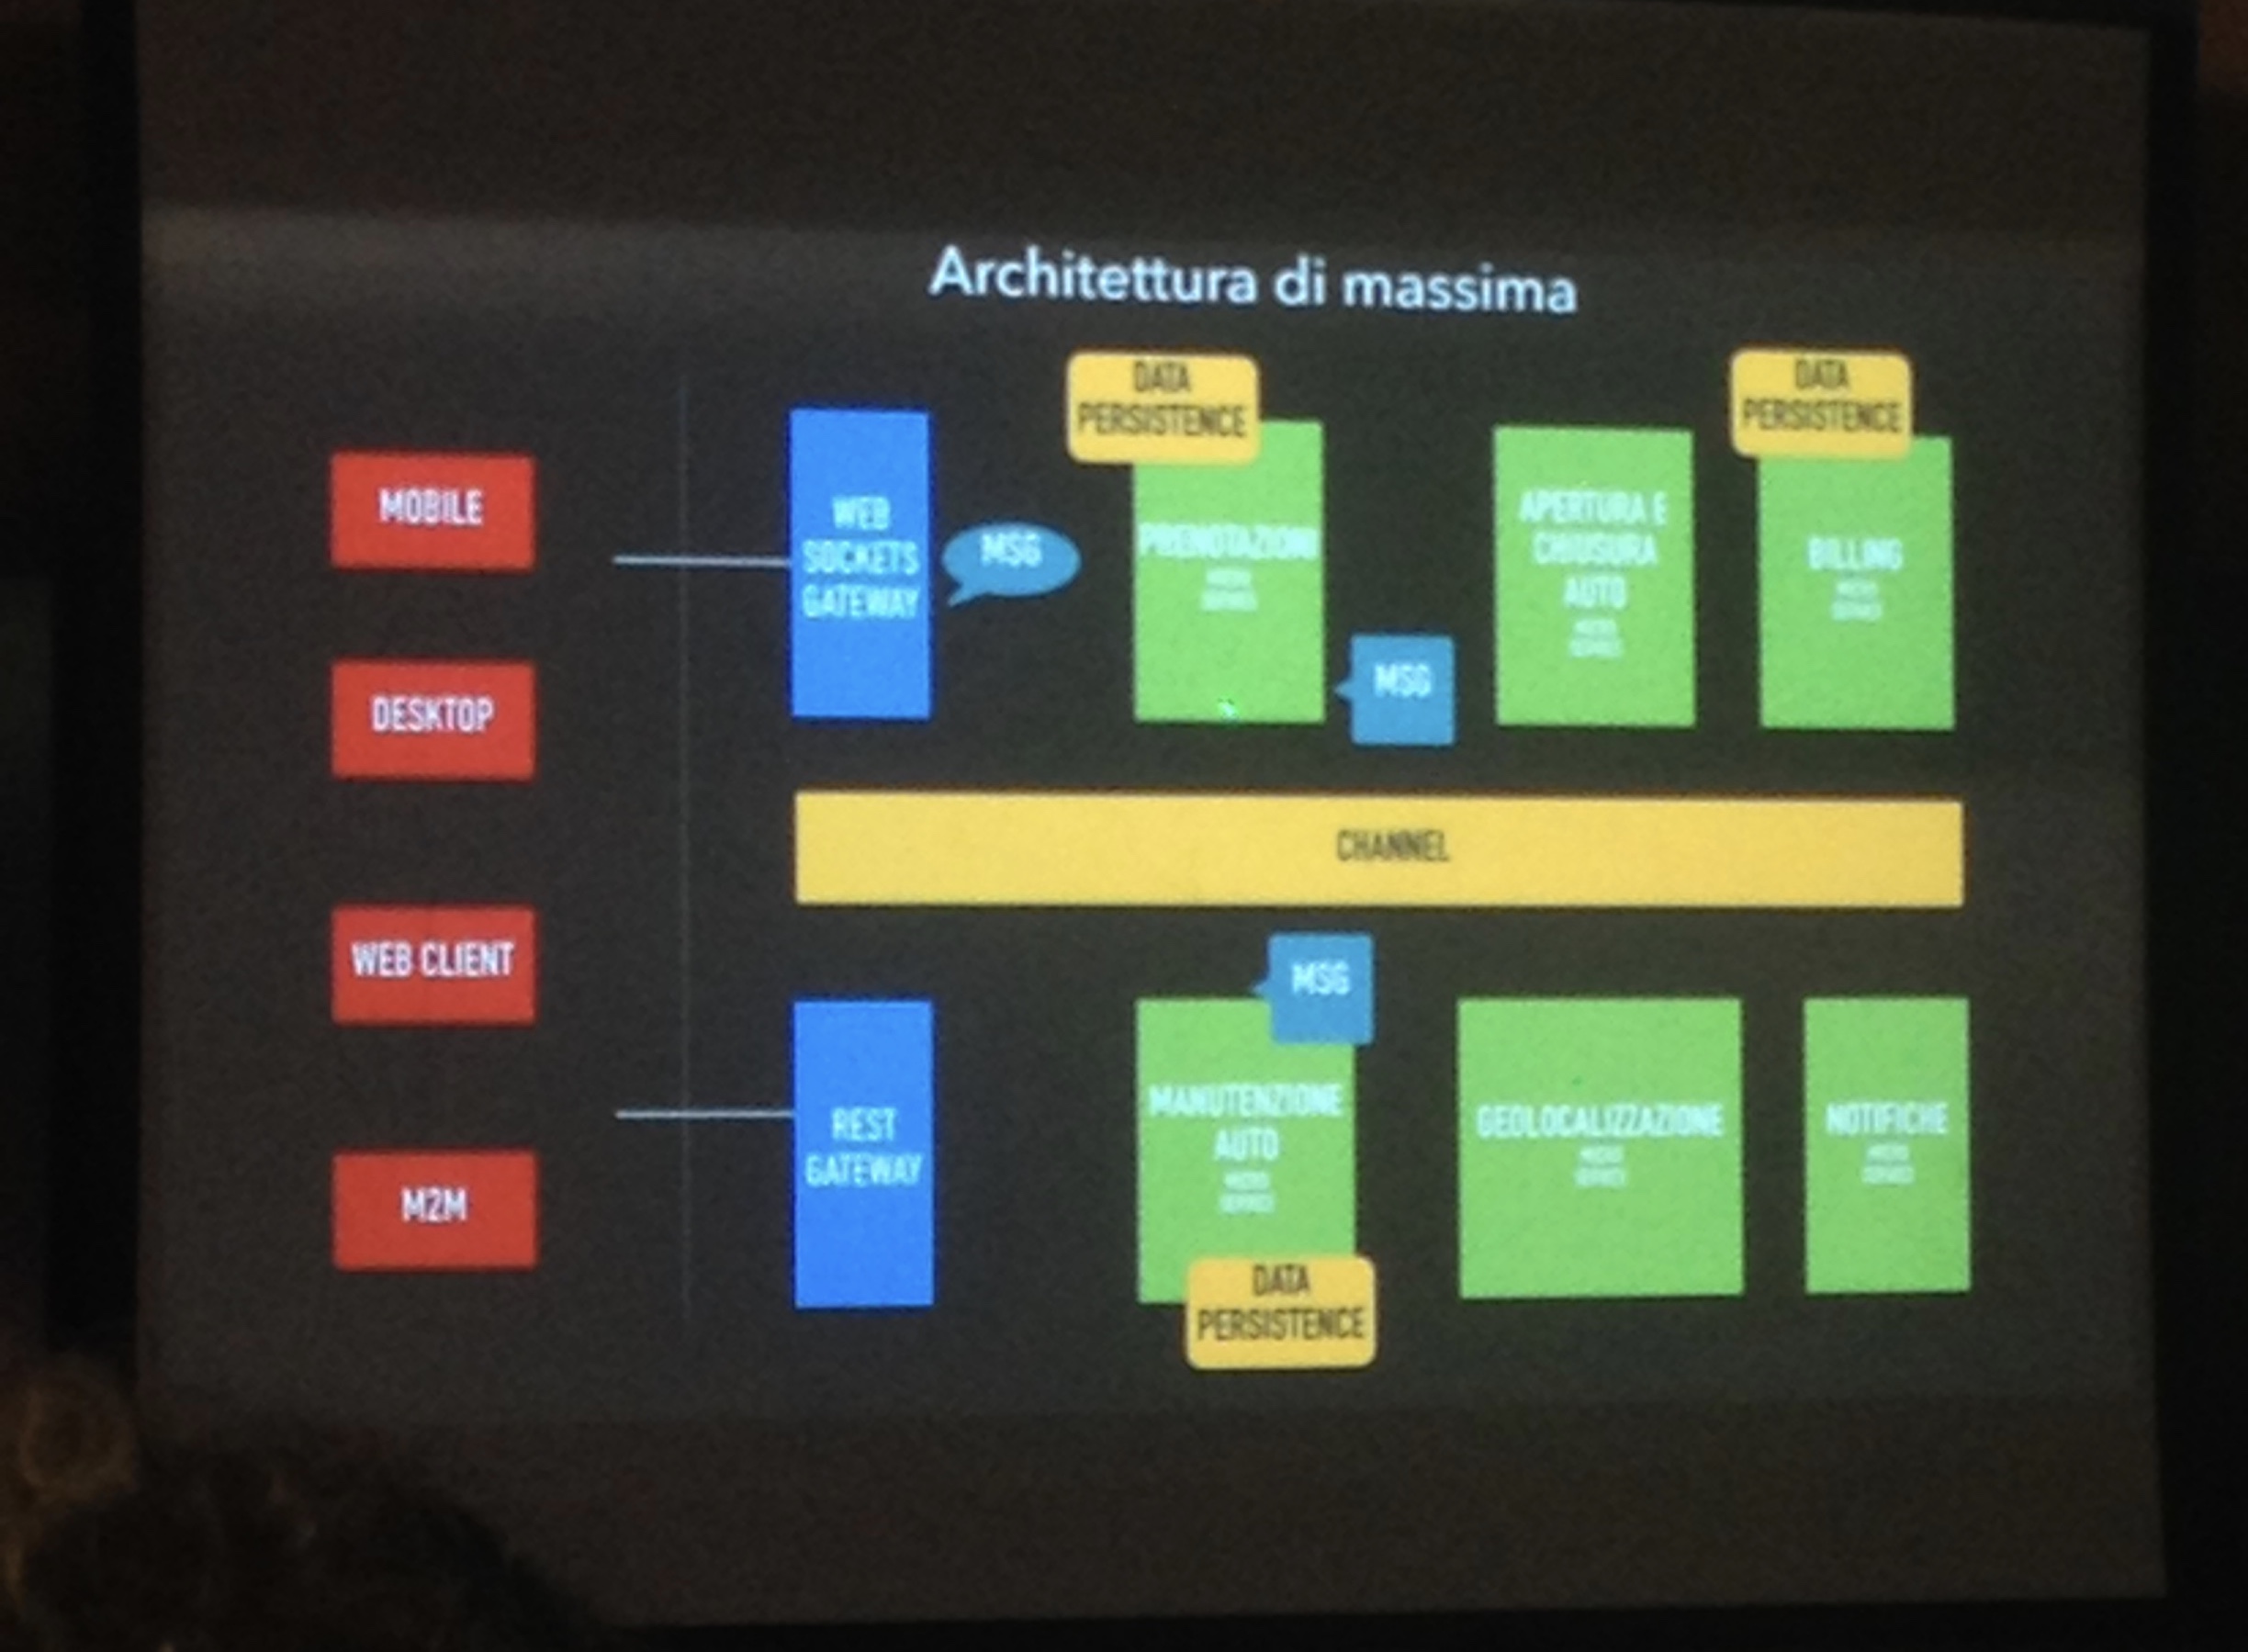 Architettura di massima
MOBILE
DESKTOP
WEB CLIENT
M2M
WEB
SOCKETS
GATEWAY
MSG
DATA
PERSISTENCE
PRENOTAZIONI
MICRO
SERVICE
MSG
APERTURA E
CHIUSURA
AUTO
MICRO
SERVICE
DATA
PERSISTENCE
BILLING
MICRO
SERVICE
CHANNEL
REST
GATEWAY
MSG
MANUTENZIONE
AUTO
MICRO
SERVICE
DATA
PERSISTENCE
GEOLOCALIZZAZIONE
MICRO
SERVICE
NOTIFICHE
MICRO
SERVICE